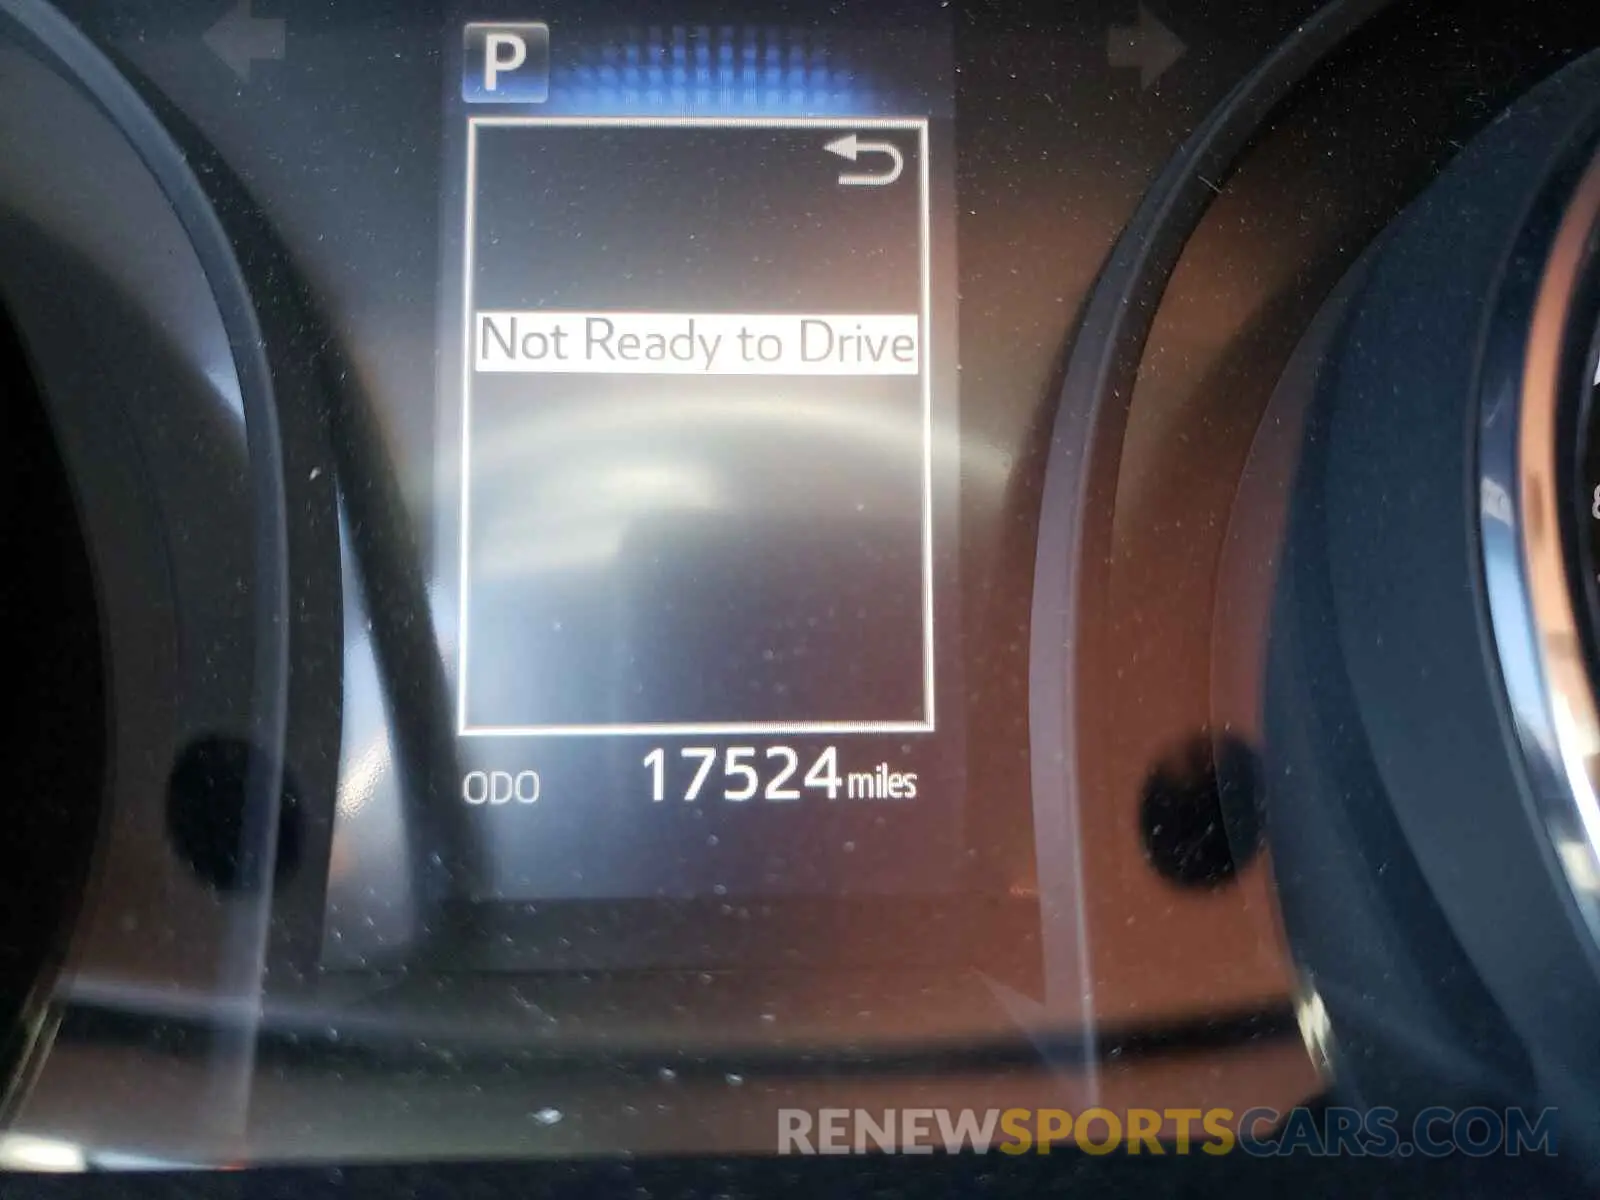 P
Not Ready to Drive
ODO 17524 miles
RENEWSPORTSCARS.COM